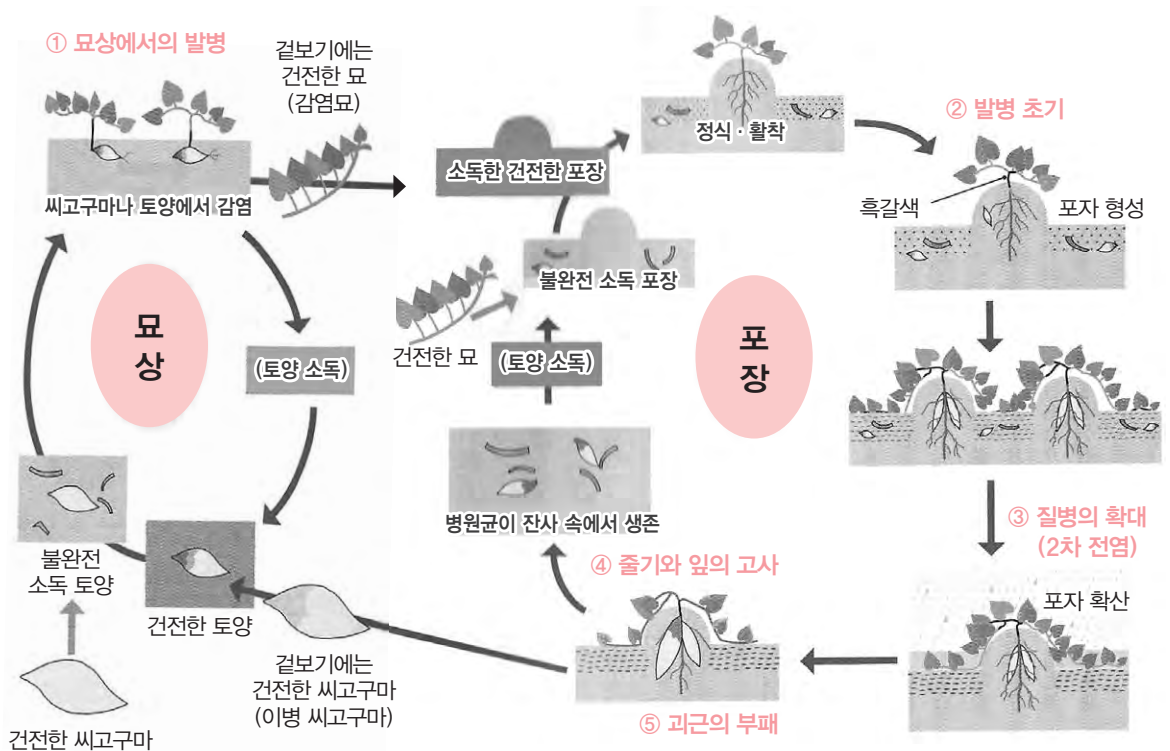 ① 묘상에서의 발병
겉보기에는
건전한 묘
(감염묘)
씨고구마나 토양에서 감염
묘
상
(토양 소독)
불완전
소독 토양
건전한 토양
건전한 씨고구마
겉보기에는
건전한 씨고구마
(이병 씨고구마)
소독한 건전한 포장
정식 · 활착
불완전 소독 포장
건전한 묘
(토양 소독)
병원균이 잔사 속에서 생존
포
장
② 발병 초기
흑갈색
포자 형성
③ 질병의 확대
(2차 전염)
포자 확산
④ 줄기와 잎의 고사
⑤ 괴근의 부패